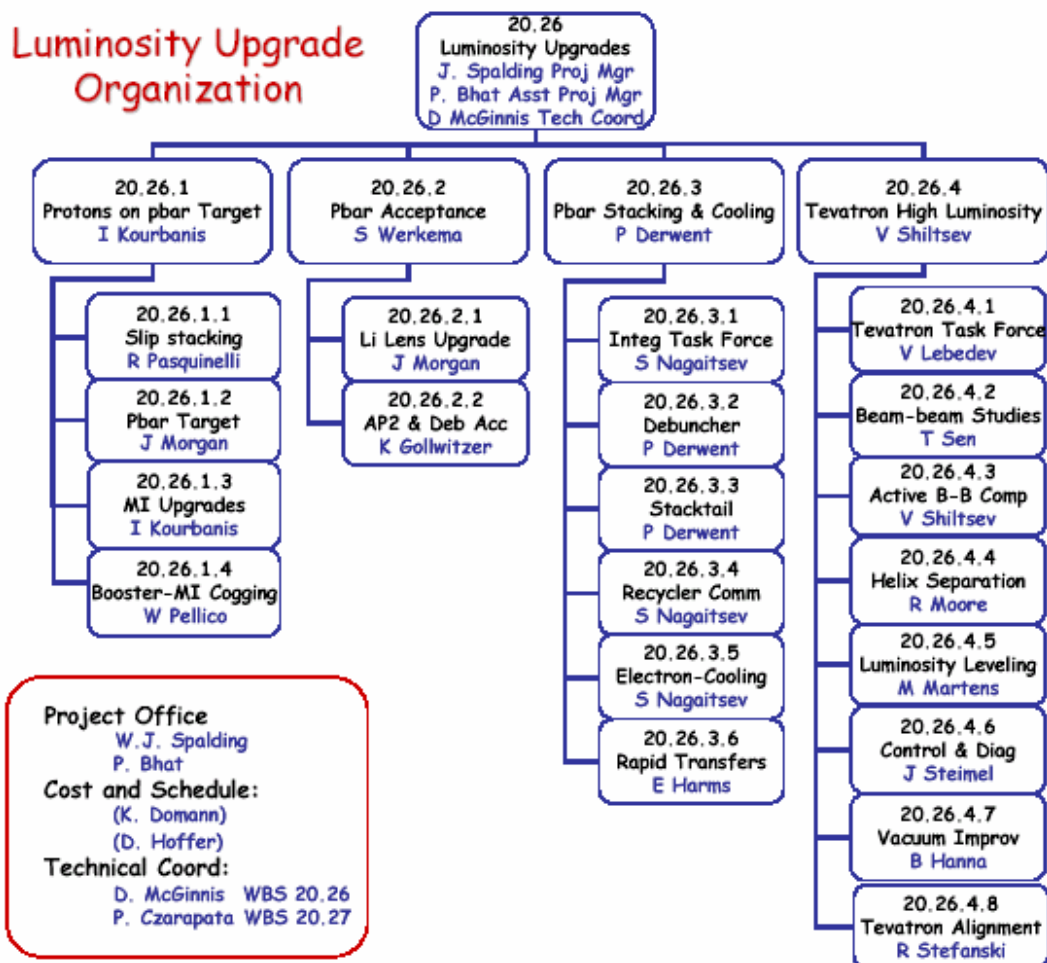 Luminosity Upgrade
Organization
20.26
Luminosity Upgrades
J. Spalding Proj Mgr
P. Bhat Asst Proj Mgr
D McGinnis Tech Coord
20.26.1
Protons on pbar Target
I Kourbanis
20.26.1.1
Slip stacking
R Pasquinelli
20.26.1.2
Pbar Target
J Morgan
20.26.1.3
MI Upgrades
I Kourbanis
20.26.1.4
Booster-MI Cogging
W Pellico
20.26.2
Pbar Acceptance
S Werkema
20.26.2.1
Li Lens Upgrade
J Morgan
20.26.2.2
AP2 & Deb Acc
K Gollwitzer
20.26.3
Pbar Stacking & Cooling
P Derwent
20.26.3.1
Integ Task Force
S Nagaitsev
20.26.3.2
Debuncher
P Derwent
20.26.3.3
Stacktail
P Derwent
20.26.3.4
Recycler Comm
S Nagaitsev
20.26.3.5
Electron-Cooling
S Nagaitsev
20.26.3.6
Rapid Transfers
E Harms
20.26.4
Tevatron High Luminosity
V Shiltsev
20.26.4.1
Tevatron Task Force
V Lebedev
20.26.4.2
Beam-beam Studies
T Sen
20.26.4.3
Active B-B Comp
V Shiltsev
20.26.4.4
Helix Separation
R Moore
20.26.4.5
Luminosity Leveling
M Martens
20.26.4.6
Control & Diag
J Steimel
20.26.4.7
Vacuum Improv
B Hanna
20.26.4.8
Tevatron Alignment
R Stefanski
Project Office
W.J. Spalding
P. Bhat
Cost and Schedule:
(K. Domann)
(D. Hoffer)
Technical Coord:
D. McGinnis WBS 20.26
P. Czarapata WBS 20.27